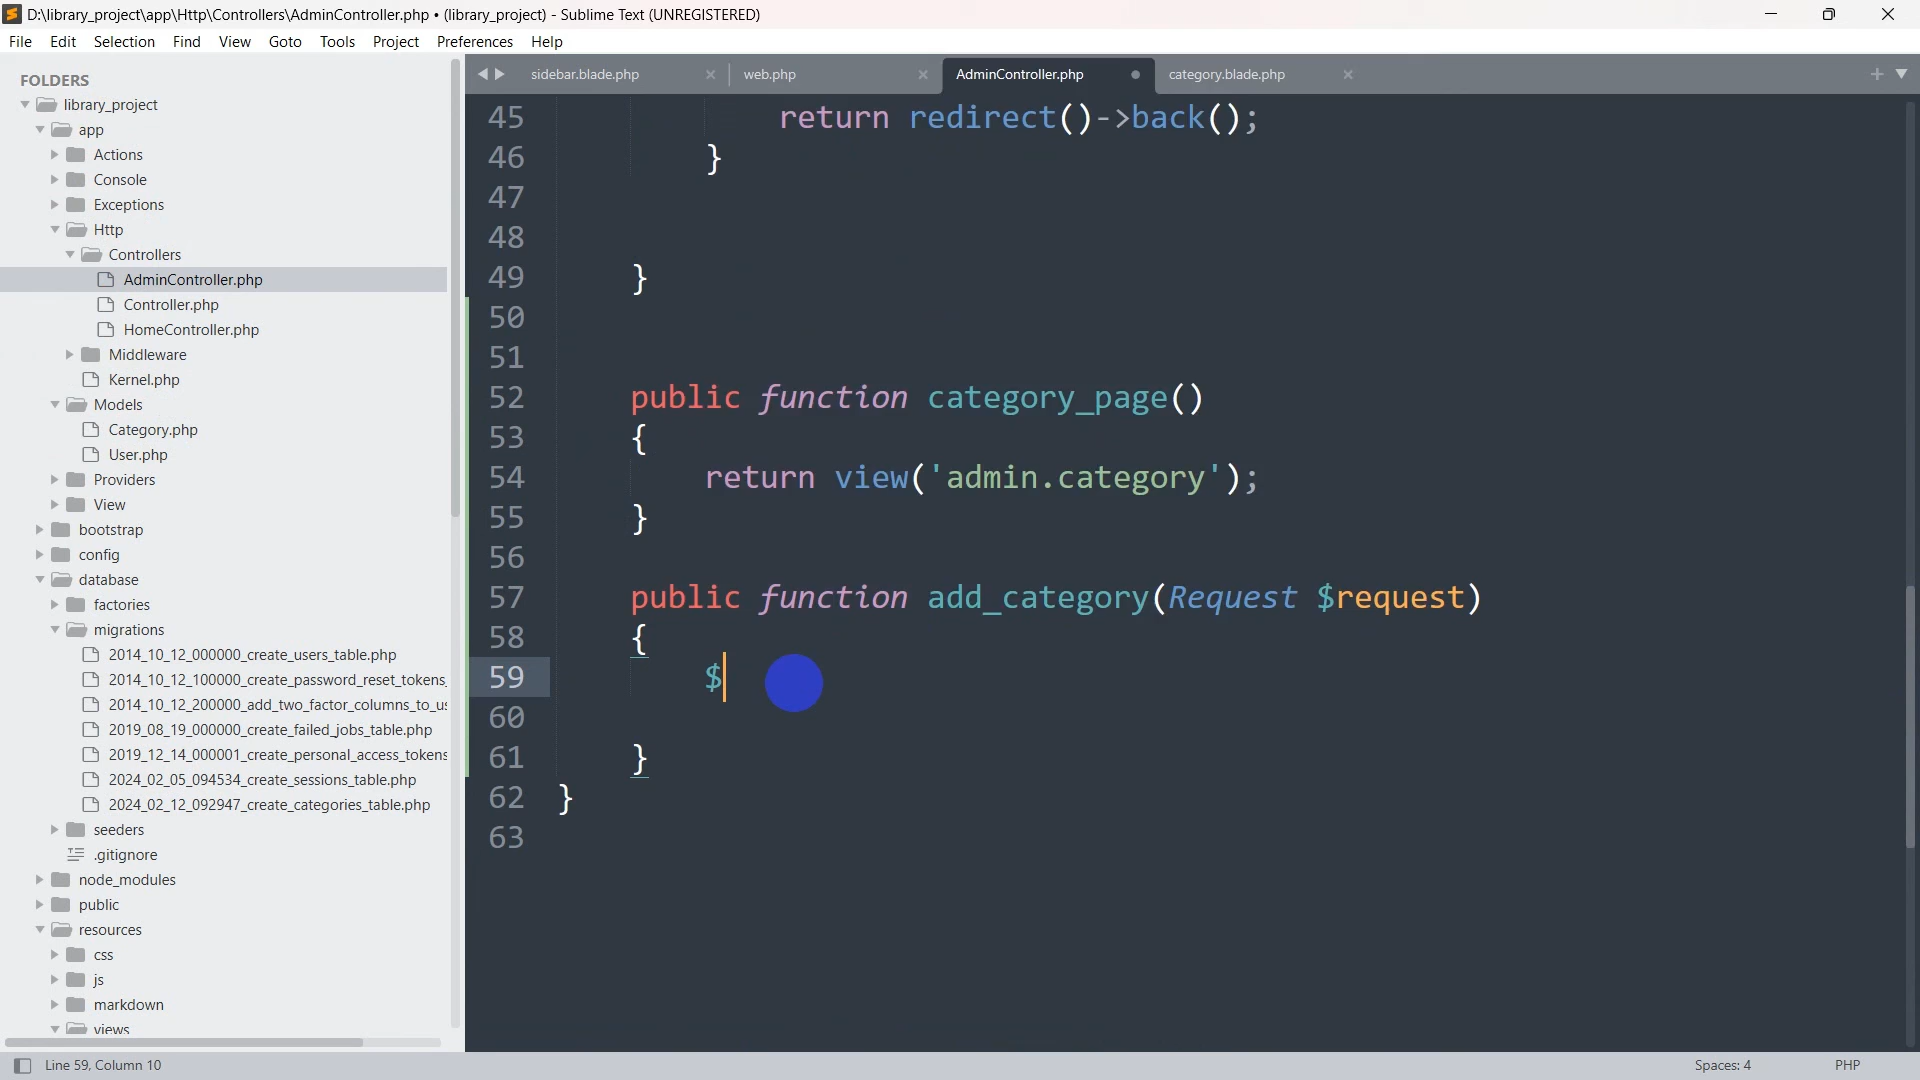 D:\library_project\app\Http\Controllers\AdminController.php • (library_project) - Sublime Text (UNREGISTERED)
File Edit Selection Find View Goto Tools Project Preferences Help
FOLDERS
library_project
app
Actions
Console
Exceptions
Http
Controllers
AdminController.php
Controller.php
HomeController.php
Middleware
Kernel.php
Models
Category.php
User.php
Providers
View
bootstrap
config
database
factories
migrations
2014_10_12_000000_create_users_table.php
2014_10_12_100000_create_password_reset_tokens_
2014_10_12_200000_add_two_factor_columns_to_us
2019_08_19_000000_create_failed_jobs_table.php
2019_12_14_000001_create_personal_access_tokens
2024_02_05_094534_create_sessions_table.php
2024_02_12_092947_create_categories_table.php
seeders
.gitignore
node_modules
public
resources
css
js
markdown
views
sidebar.blade.php web.php AdminController.php category.blade.php
45 return redirect()->back();
46 }
47
48
49 }
50
51
52 public function category_page()
53 {
54 return view('admin.category');
55 }
56
57 public function add_category(Request $request)
58 {
59 $
60
61 }
62 }
63
Line 59, Column 10 Spaces: 4 PHP